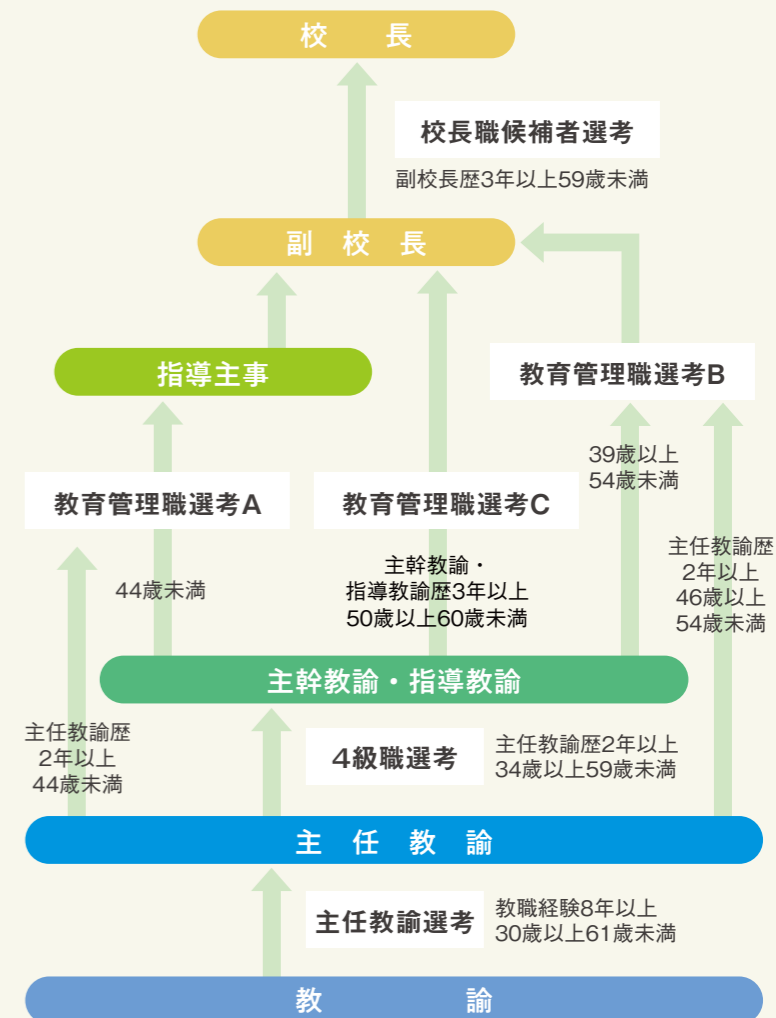 校長
校長職候補者選考
副校長歴3年以上59歳未満
副校長
指導主事
教育管理職選考B
39歳以上
54歳未満
教育管理職選考A
教育管理職選考C
44歳未満
主幹教諭・
指導教諭歴3年以上
50歳以上60歳未満
主任教諭歴
2年以上
46歳以上
54歳未満
主幹教諭・指導教諭
主任教諭歴
2年以上
44歳未満
4級職選考
主任教諭歴2年以上
34歳以上59歳未満
主任教諭
主任教諭選考
教職経験8年以上
30歳以上61歳未満
教諭